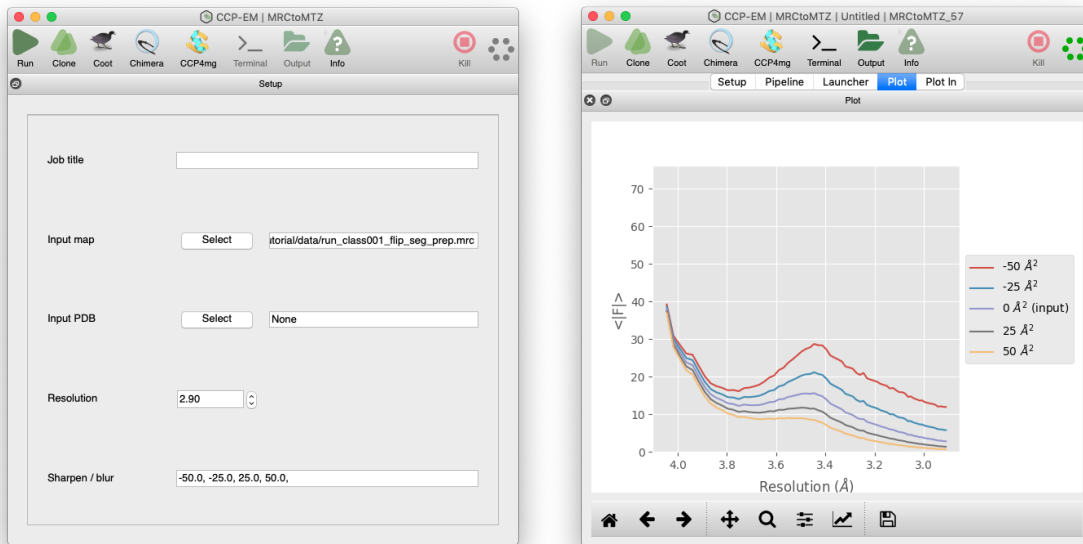 CCP-EM | MRCtoMTZ
Run Clone Coot Chimera CCP4mg Terminal Output Info Kill
Setup
Job title
Input map Select itorial/data/run_class001_flip_seg_prep.mrc
Input PDB Select None
Resolution 2.90
Sharpen / blur -50.0, -25.0, 25.0, 50.0,
CCP-EM | MRCtoMTZ | Untitled | MRCtoMTZ_57
Run Clone Coot Chimera CCP4mg Terminal Output Info Kill
Setup Pipeline Launcher Plot Plot In
Plot
70
60
50
40
30
20
10
0
<|F|>
4.0 3.8 3.6 3.4 3.2 3.0
Resolution (Å)
-50 Å²
-25 Å²
0 Å² (input)
25 Å²
50 Å²